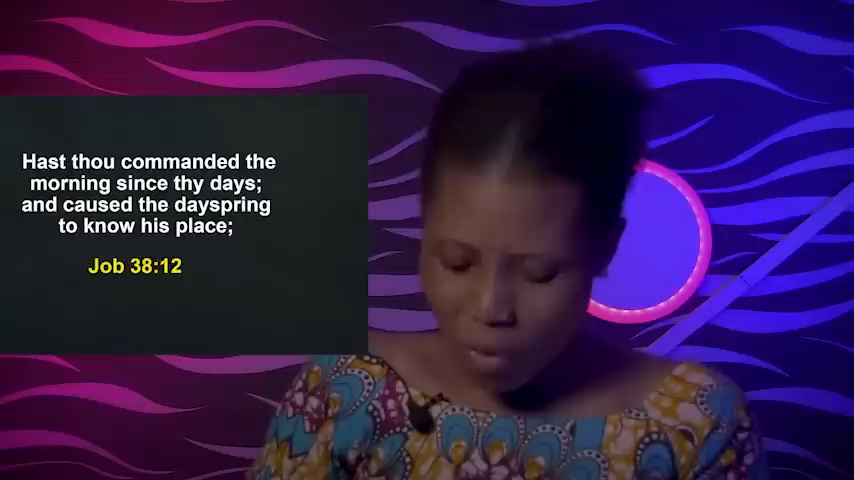 Hast thou commanded the
morning since thy days;
and caused the dayspring
to know his place;
Job 38:12